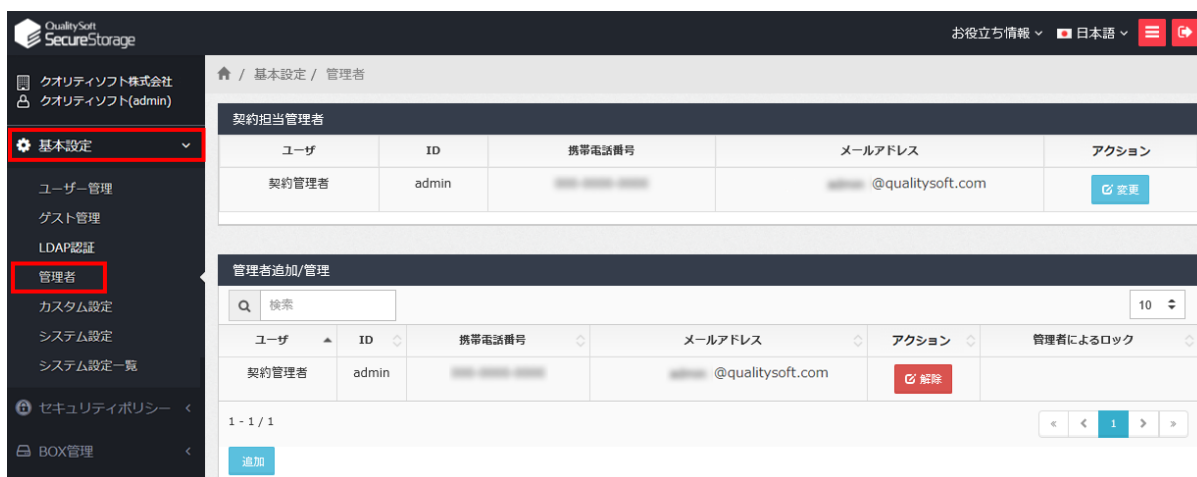 QualitySoft
SecureStorage
お役立ち情報
日本語
クオリティソフト株式会社
クオリティソフト(admin)
基本設定
ユーザー管理
ゲスト管理
LDAP認証
管理者
カスタム設定
システム設定
システム設定一覧
セキュリティポリシー
BOX管理
/ 基本設定 / 管理者
契約担当管理者
ユーザ ID 携帯電話番号 メールアドレス アクション
契約管理者 admin @qualitysoft.com 変更
管理者追加/管理
検索 10
ユーザ ID 携帯電話番号 メールアドレス アクション 管理者によるロック
契約管理者 admin @qualitysoft.com 解除
1 - 1 / 1 « < 1 > »
追加